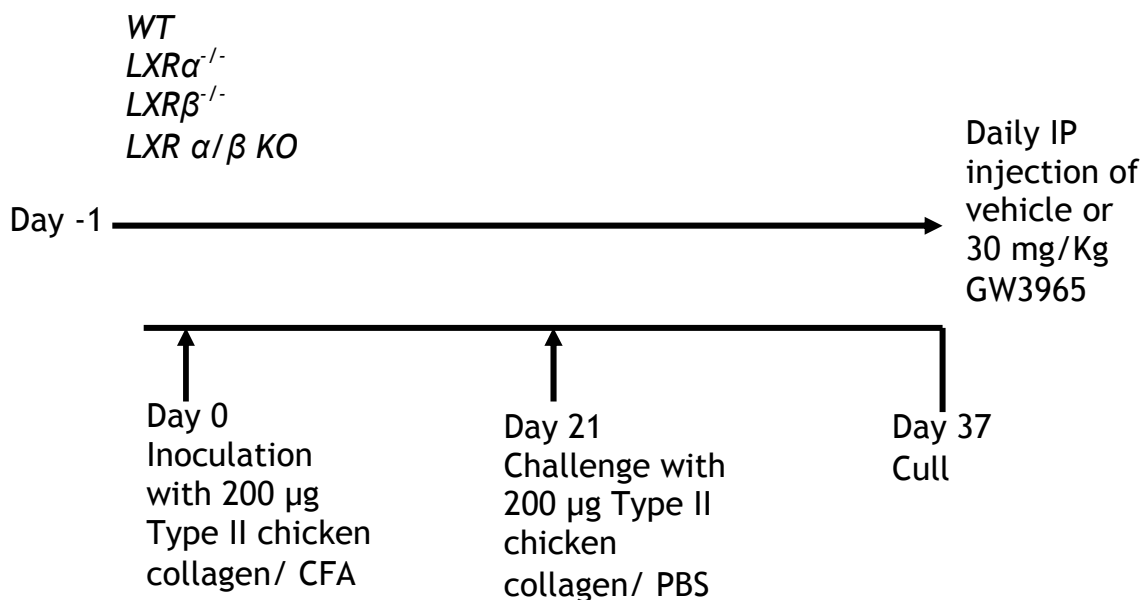 WT
LXRα-/-
LXRβ-/-
LXR α/β KO
Day -1
Daily IP
injection of
vehicle or
30 mg/Kg
GW3965
Day 0
Inoculation
with 200 µg
Type II chicken
collagen/ CFA
Day 21
Challenge with
200 µg Type II
chicken
collagen/ PBS
Day 37
Cull